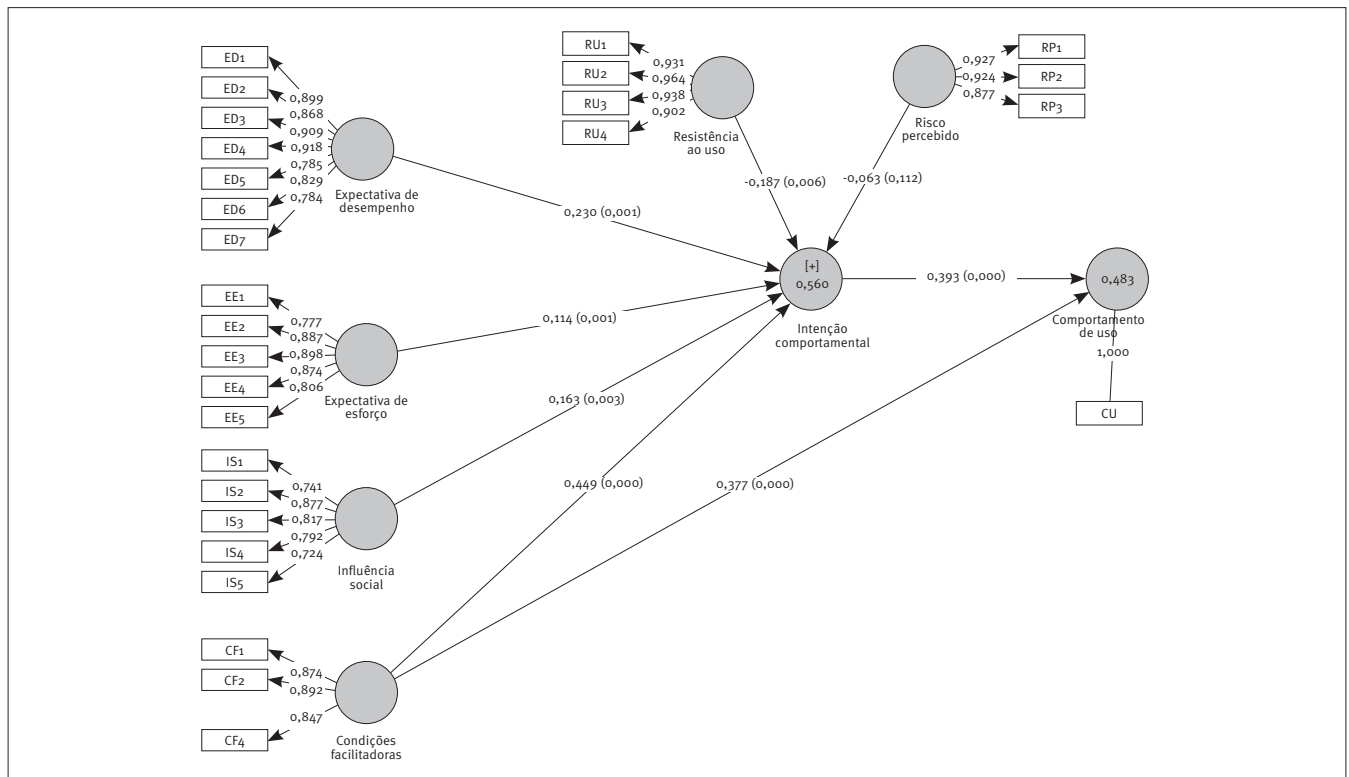 ED1
ED2
ED3
ED4
ED5
ED6
ED7
0,899
0,868
0,909
0,918
0,785
0,829
0,784
Expectativa de
desempenho
RU1
RU2
RU3
RU4
0,931
0,964
0,938
0,902
Resistência
ao uso
RP1
RP2
RP3
0,927
0,924
0,877
Risco
percebido
-0,187 (0,006)
-0,063 (0,112)
0,230 (0,001)
[+]
0,560
Intenção
comportamental
0,393 (0,000)
0,483
Comportamento
de uso
1,000
CU
EE1
EE2
EE3
EE4
EE5
0,777
0,887
0,898
0,874
0,806
Expectativa de
esforço
0,114 (0,001)
IS1
IS2
IS3
IS4
IS5
0,741
0,877
0,817
0,792
0,724
Influência
social
0,163 (0,003)
CF1
CF2
CF4
0,874
0,892
0,847
Condições
facilitadoras
0,449 (0,000)
0,377 (0,000)